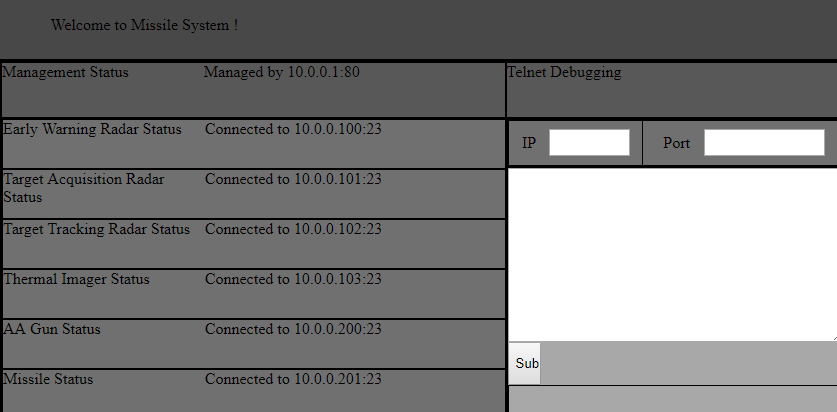 Welcome to Missile System !
Management Status Managed by 10.0.0.1:80 Telnet Debugging
Early Warning Radar Status Connected to 10.0.0.100:23
IP Port
Target Acquisition Radar Connected to 10.0.0.101:23
Status
Target Tracking Radar Status Connected to 10.0.0.102:23
Thermal Imager Status Connected to 10.0.0.103:23
AA Gun Status Connected to 10.0.0.200:23
Sub
Missile Status Connected to 10.0.0.201:23